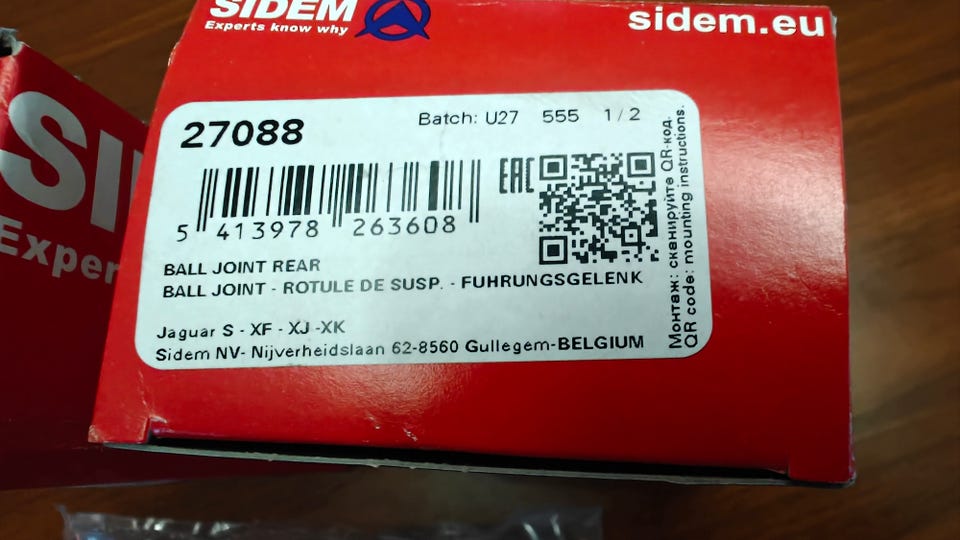 SIDEM
Experts know why
sidem.eu
27088
Batch: U27 555 1/2
EAC
5 413978 263608
BALL JOINT REAR
BALL JOINT - ROTULE DE SUSP. - FUHRUNGSGELENK
Jaguar S - XF - XJ -XK
Sidem NV- Nijverheidslaan 62-8560 Gullegem-BELGIUM
Монтаж: сканируйте QR-код.
QR code: mounting instructions.
SI
Exper